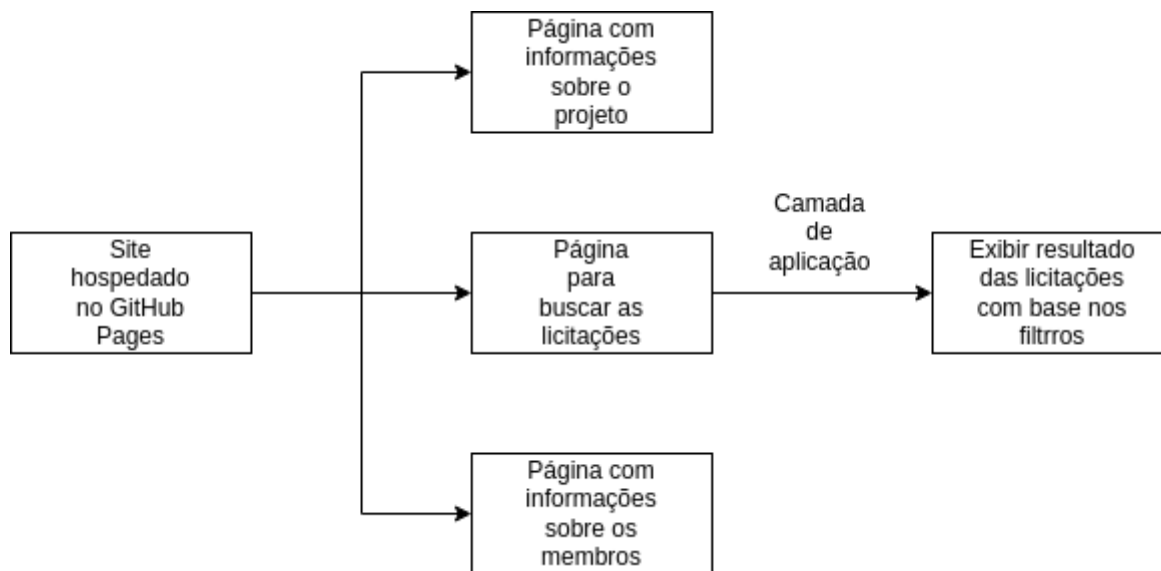 Página com
informações
sobre o
projeto
Site
hospedado
no GitHub
Pages
Página
para
buscar as
licitações
Camada
de
aplicação
Exibir resultado
das licitações
com base nos
filtrros
Página com
informações
sobre os
membros